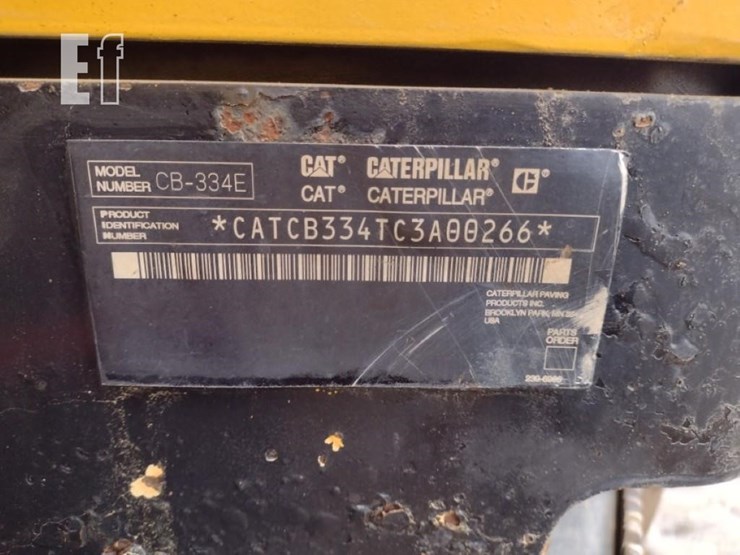 Ef
MODEL NUMBER CB-334E
CAT® CATERPILLAR®
CAT® CATERPILLAR®
PRODUCT IDENTIFICATION NUMBER *CATCB334TC3A00266*
CATERPILLAR PAVING
PRODUCTS INC.
BROOKLYN PARK, MN
USA
PARTS
ORDER